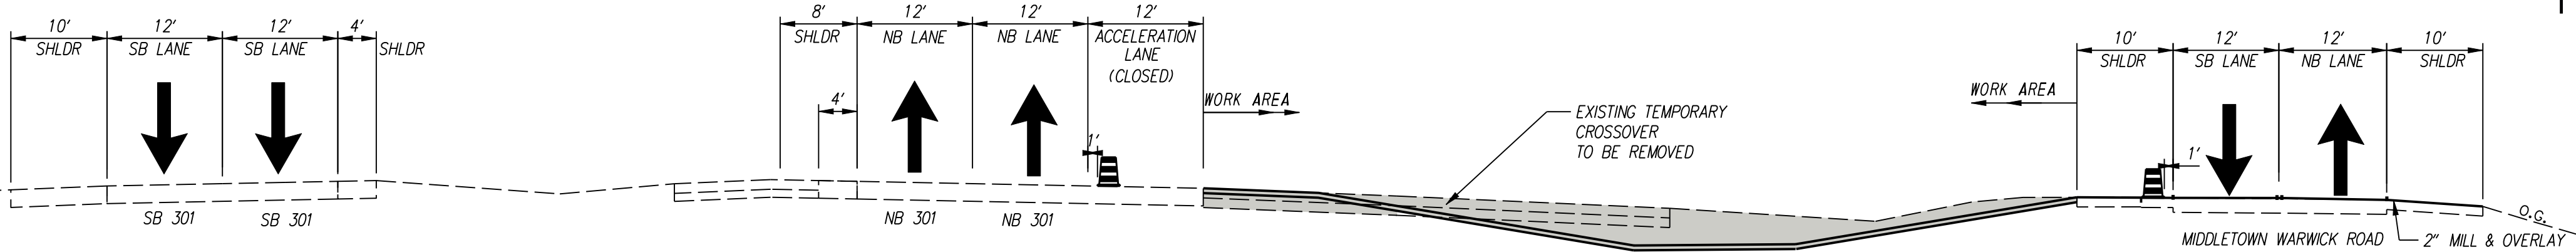 10' 12' 12' 4'
SHLDR SB LANE SB LANE SHLDR
8' 12' 12' 12'
SHLDR NB LANE NB LANE ACCELERATION
LANE
(CLOSED)
4'
1'
WORK AREA
EXISTING TEMPORARY
CROSSOVER
TO BE REMOVED
WORK AREA
10' 12' 12' 10'
SHLDR SB LANE NB LANE SHLDR
1'
SB 301 SB 301
NB 301 NB 301
MIDDLETOWN WARWICK ROAD
2" MILL & OVERLAY
O.G.